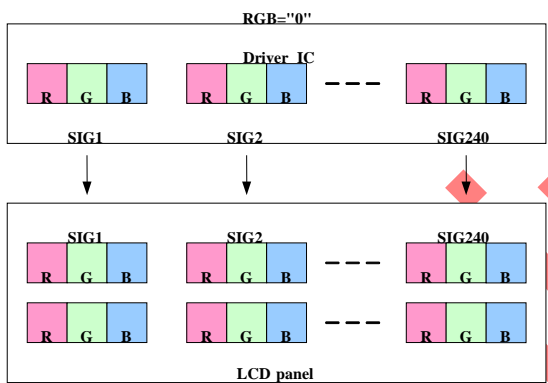 RGB="0"
Driver IC
R G B R G B R G B
SIG1 SIG2 SIG240
SIG1 SIG2 SIG240
R G B R G B R G B
R G B R G B R G B
LCD panel